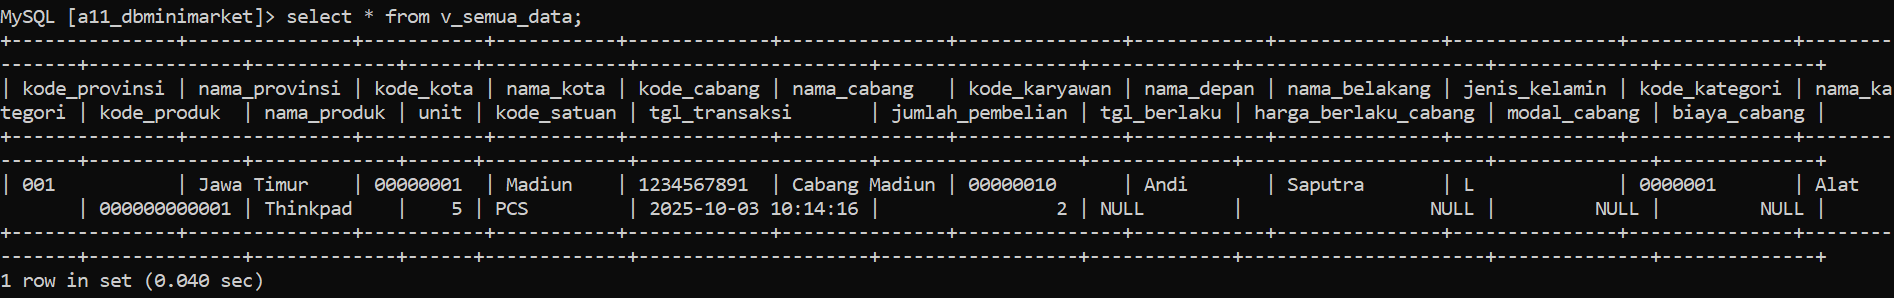 MySQL [a11_dbminimarket]> select * from v_semua_data;
+---------------+---------------+-----------+------------+-------------+---------------+---------------+------------+---------------+---------------+---------------+--------
-------+--------------+-------------+------+-------------+---------------------+------------------+-------------+----------------------+--------------+--------------+
| kode_provinsi | nama_provinsi | kode_kota | nama_kota | kode_cabang | nama_cabang   | kode_karyawan | nama_depan | nama_belakang | jenis_kelamin | kode_kategori | nama_ka
tegori | kode_produk  | nama_produk | unit | kode_satuan | tgl_transaksi       | jumlah_pembelian | tgl_berlaku | harga_berlaku_cabang | modal_cabang | biaya_cabang |
+---------------+---------------+-----------+------------+-------------+---------------+---------------+------------+---------------+---------------+---------------+--------
-------+--------------+-------------+------+-------------+---------------------+------------------+-------------+----------------------+--------------+--------------+
| 001           | Jawa Timur    | 00000001  | Madiun    | 1234567891  | Cabang Madiun | 00000010      | Andi       | Saputra       | L             | 0000001       | Alat
       | 000000000001 | Thinkpad    |    5 | PCS         | 2025-10-03 10:14:16 |                2 | NULL        |                 NULL |         NULL |         NULL |
+---------------+---------------+-----------+------------+-------------+---------------+---------------+------------+---------------+---------------+---------------+--------
-------+--------------+-------------+------+-------------+---------------------+------------------+-------------+----------------------+--------------+--------------+
1 row in set (0.040 sec)